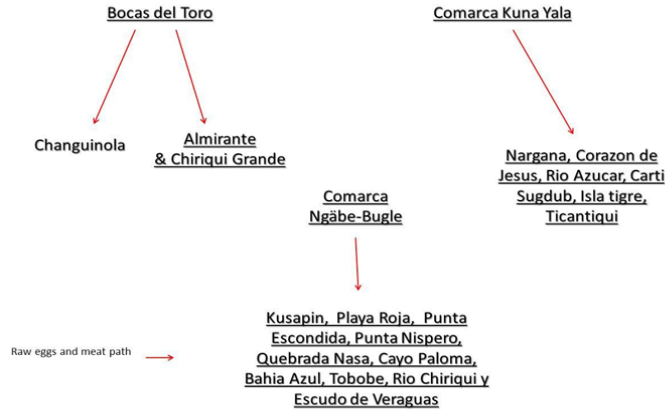 Bocas del Toro
Comarca Kuna Yala
Changuinola
Almirante
& Chiriqui Grande
Nargana, Corazon de
Jesus, Rio Azucar, Carti
Sugdub, Isla tigre,
Ticantiqui
Comarca
Ngäbe-Bugle
Kusapin, Playa Roja, Punta
Escondida, Punta Nispero,
Quebrada Nasa, Cayo Paloma,
Bahia Azul, Tobobe, Rio Chiriqui y
Escudo de Veraguas
Raw eggs and meat path